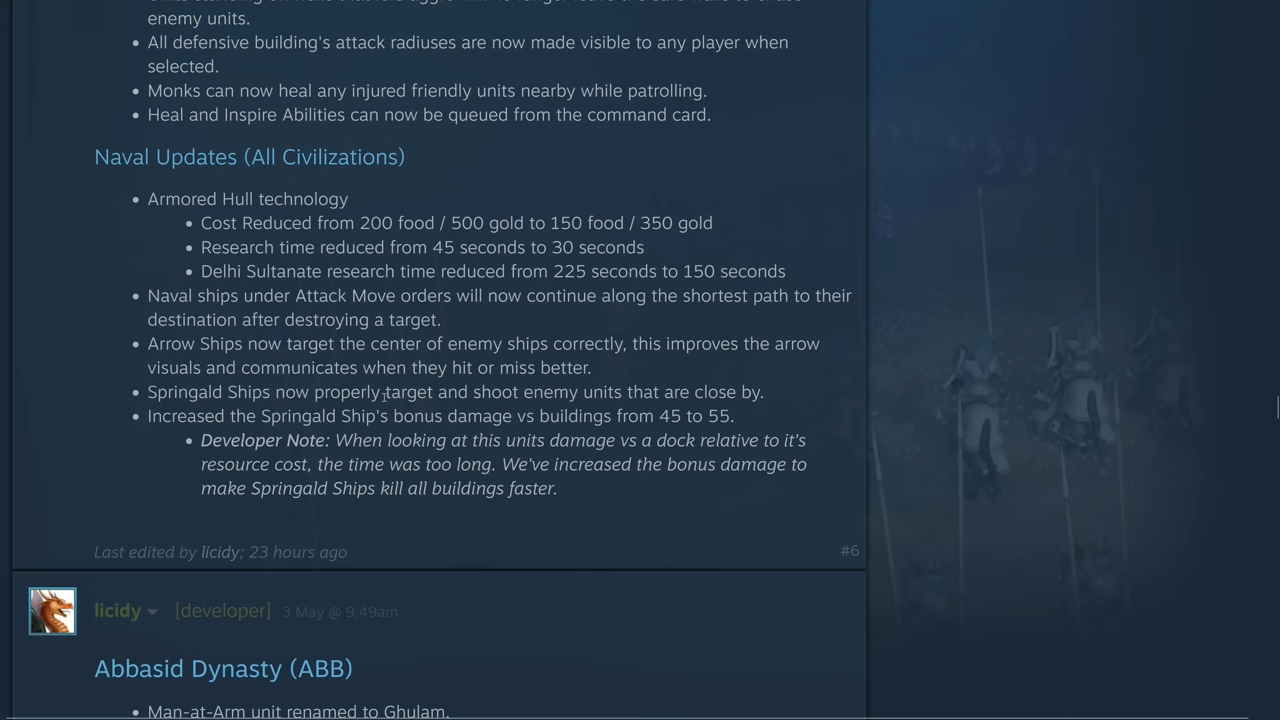 enemy units.
All defensive building's attack radiuses are now made visible to any player when
selected.
Monks can now heal any injured friendly units nearby while patrolling.
Heal and Inspire Abilities can now be queued from the command card.
Naval Updates (All Civilizations)
Armored Hull technology
Cost Reduced from 200 food / 500 gold to 150 food / 350 gold
Research time reduced from 45 seconds to 30 seconds
Delhi Sultanate research time reduced from 225 seconds to 150 seconds
Naval ships under Attack Move orders will now continue along the shortest path to their
destination after destroying a target.
Arrow Ships now target the center of enemy ships correctly, this improves the arrow
visuals and communicates when they hit or miss better.
Springald Ships now properly target and shoot enemy units that are close by.
Increased the Springald Ship's bonus damage vs buildings from 45 to 55.
Developer Note: When looking at this units damage vs a dock relative to it's
resource cost, the time was too long. We've increased the bonus damage to
make Springald Ships kill all buildings faster.
Last edited by licidy; 23 hours ago
#6
licidy [developer] 3 May @ 9:49am
Abbasid Dynasty (ABB)
Man-at-Arm unit renamed to Ghulam.